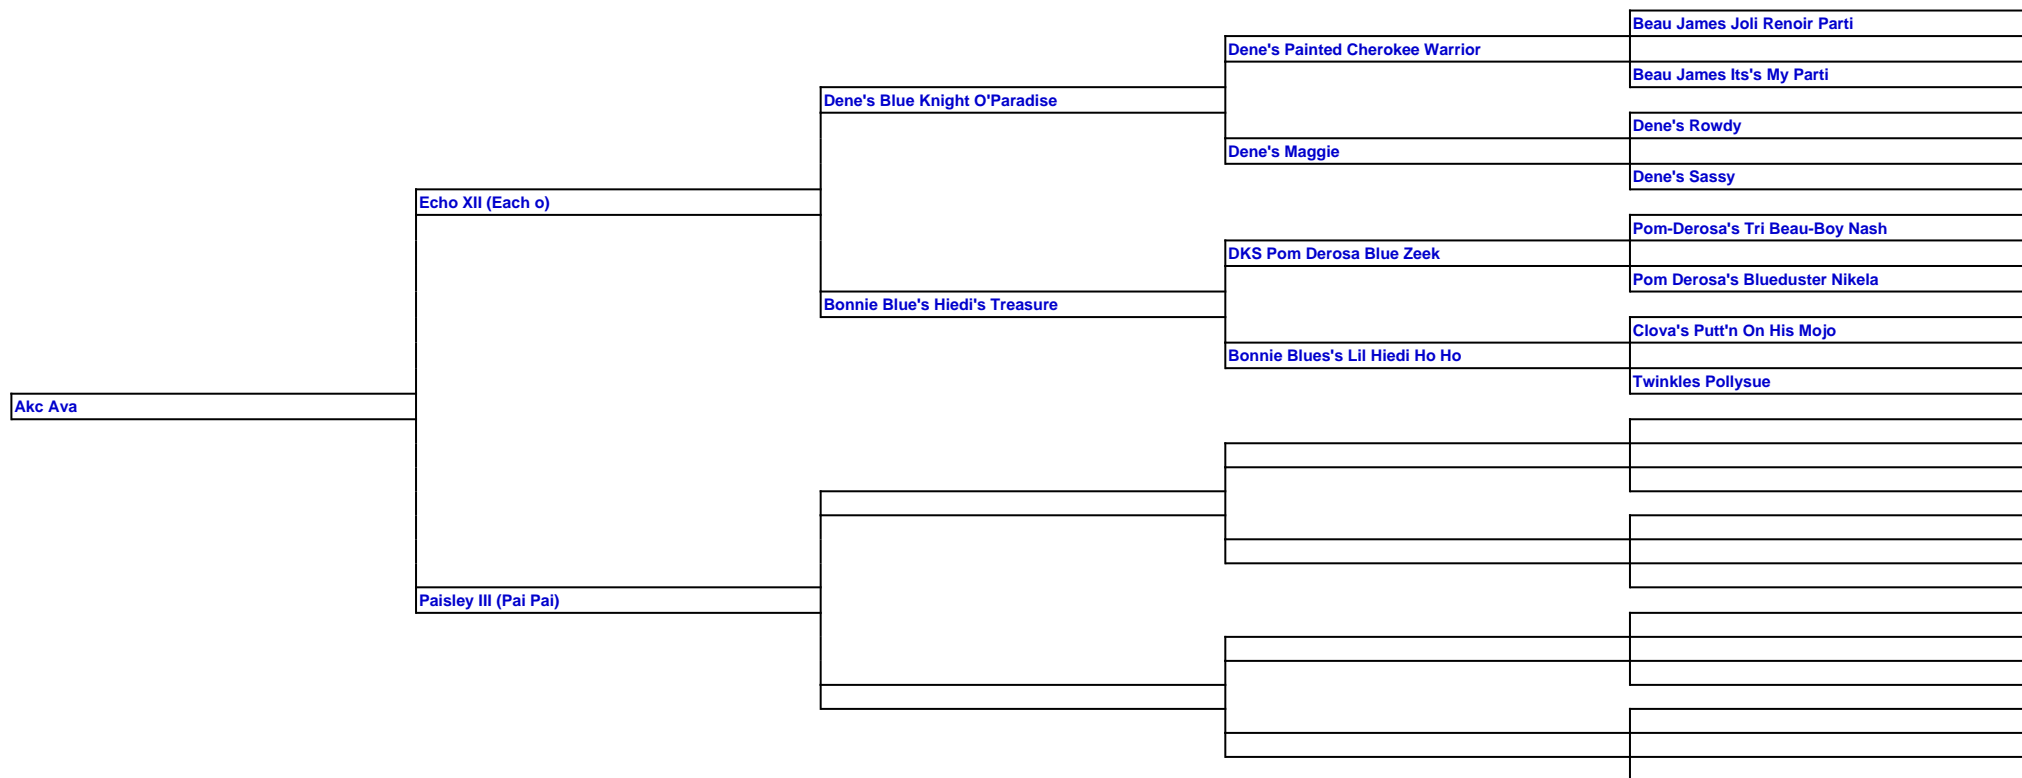 Beau James Joli Renoir Parti
Dene's Painted Cherokee Warrior
Beau James Its's My Parti
Dene's Blue Knight O'Paradise
Dene's Rowdy
Dene's Maggie
Dene's Sassy
Echo XII (Each o)
Pom-Derosa's Tri Beau-Boy Nash
DKS Pom Derosa Blue Zeek
Pom Derosa's Blueduster Nikela
Bonnie Blue's Hiedi's Treasure
Clova's Putt'n On His Mojo
Bonnie Blues's Lil Hiedi Ho Ho
Twinkles Pollysue
Akc Ava
Paisley III (Pai Pai)